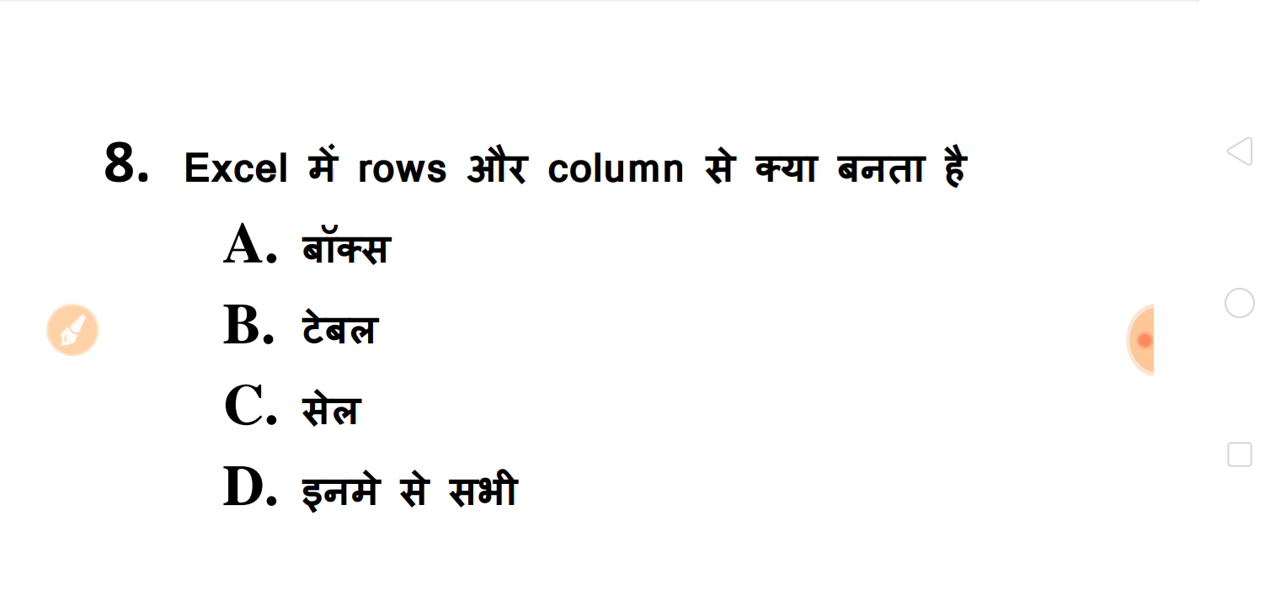 8. Excel में rows और column से क्या बनता है
A. बॉक्स
B. टेबल
C. सेल
D. इनमे से सभी